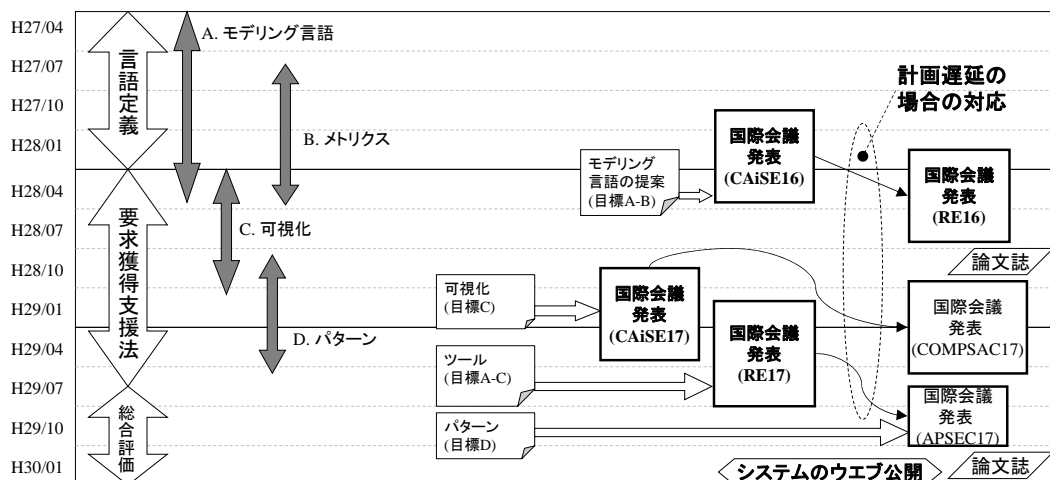 H27/04
H27/07
H27/10
H28/01
H28/04
H28/07
H28/10
H29/01
H29/04
H29/07
H29/10
H30/01
言語定義
要求獲得支援法
総合評価
A. モデリング言語
B. メトリクス
C. 可視化
D. パターン
計画遅延の
場合の対応
モデリング
言語の提案
(目標A-B)
国際会議
発表
(CAiSE16)
国際会議
発表
(RE16)
論文誌
可視化
(目標C)
国際会議
発表
(CAiSE17)
国際会議
発表
(COMPSAC17)
ツール
(目標A-C)
国際会議
発表
(RE17)
パターン
(目標D)
国際会議
発表
(APSEC17)
システムのウエブ公開
論文誌